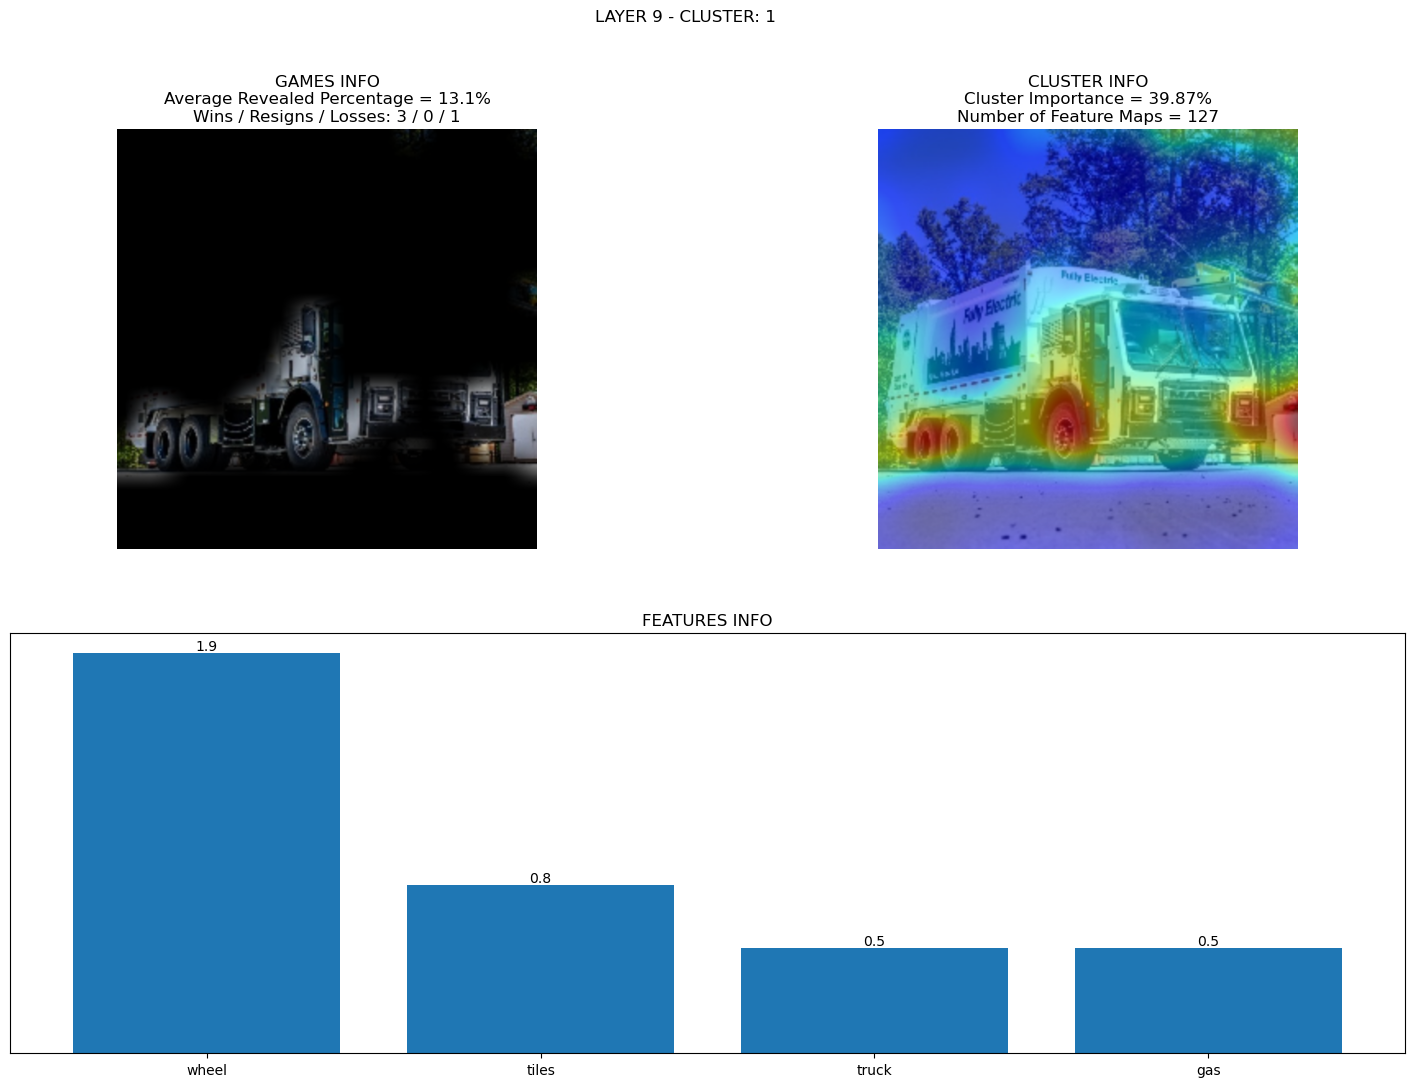 LAYER 9 - CLUSTER: 1
GAMES INFO
Average Revealed Percentage = 13.1%
Wins / Resigns / Losses: 3 / 0 / 1
CLUSTER INFO
Cluster Importance = 39.87%
Number of Feature Maps = 127
Fully Electric
Fully Electric
FEATURES INFO
1.9
0.8
0.5
0.5
wheel
tiles
truck
gas